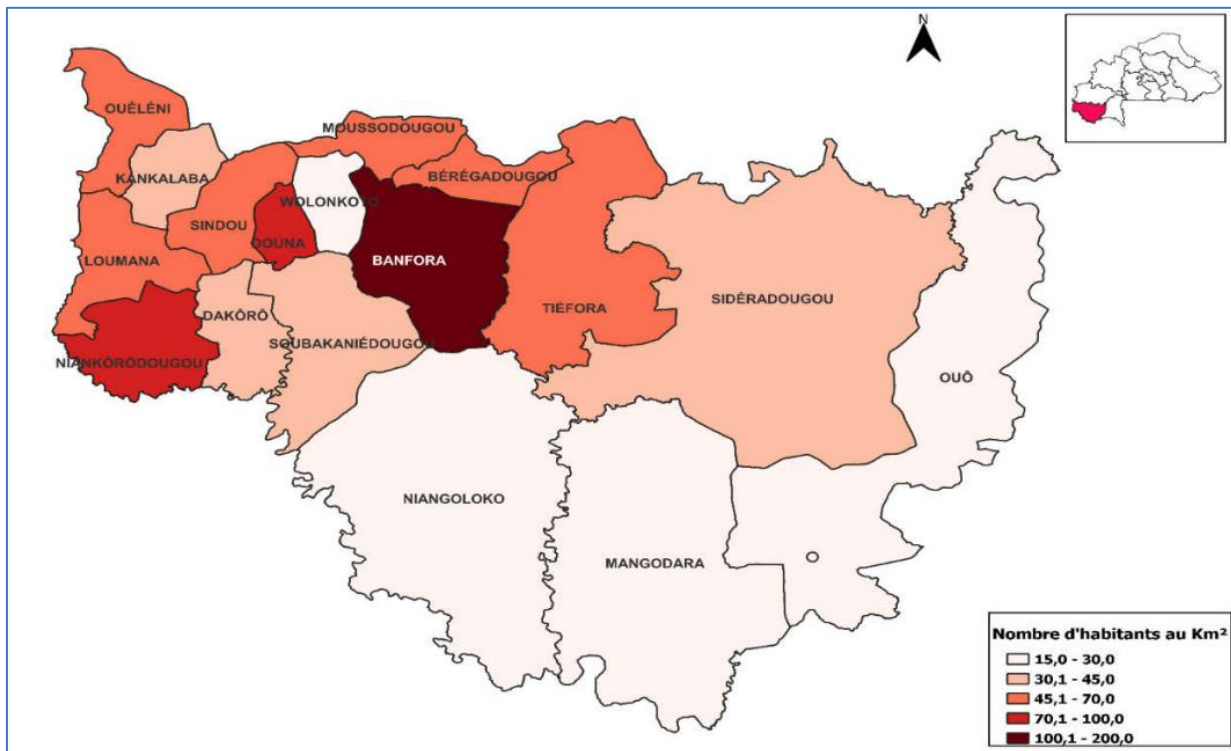 N
OUÉLÉNI
MOUSSODOUGOU
KANKALABA
BÉRÉGADOUGOU
WOLONKOTO
SINDOU
DOUNA
LOUMANA
BANFORA
SIDÉRADOUGOU
TIÉFORA
DAKÔRÔ
SOUBAKANIÉDOUGOU
NIANKÔRÔDOUGOU
OUÔ
NIANGOLOKO
MANGODARA
Nombre d'habitants au Km²
15,0 - 30,0
30,1 - 45,0
45,1 - 70,0
70,1 - 100,0
100,1 - 200,0